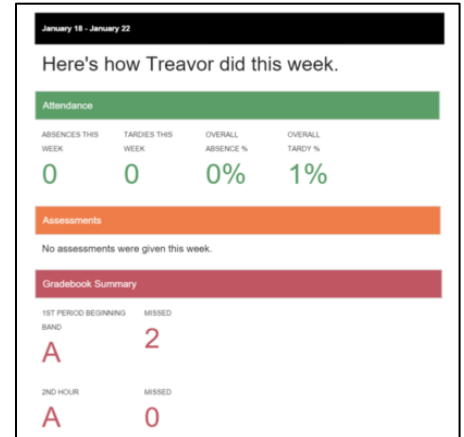 January 18 - January 22
Here's how Treavor did this week.
Attendance
ABSENCES THIS WEEK
0
TARDIES THIS WEEK
0
OVERALL ABSENCE %
0%
OVERALL TARDY %
1%
Assessments
No assessments were given this week.
Gradebook Summary
1ST PERIOD BEGINNING BAND
A
MISSED
2
2ND HOUR
A
MISSED
0